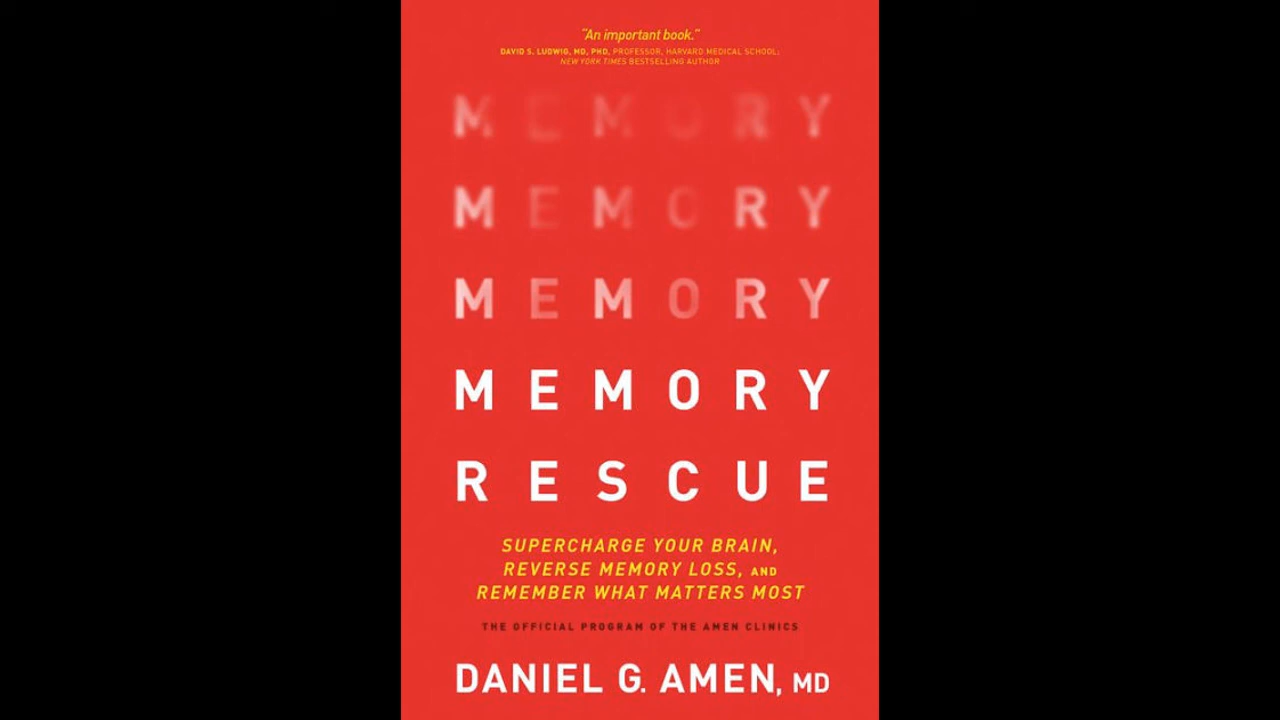 "An important book."
DAVID S. LUDWIG, MD, PHD, PROFESSOR, HARVARD MEDICAL SCHOOL;
NEW YORK TIMES BESTSELLING AUTHOR
MEMORY
MEMORY
MEMORY
MEMORY
RESCUE
SUPERCHARGE YOUR BRAIN,
REVERSE MEMORY LOSS, AND
REMEMBER WHAT MATTERS MOST
THE OFFICIAL PROGRAM OF THE AMEN CLINICS
DANIEL G. AMEN, MD